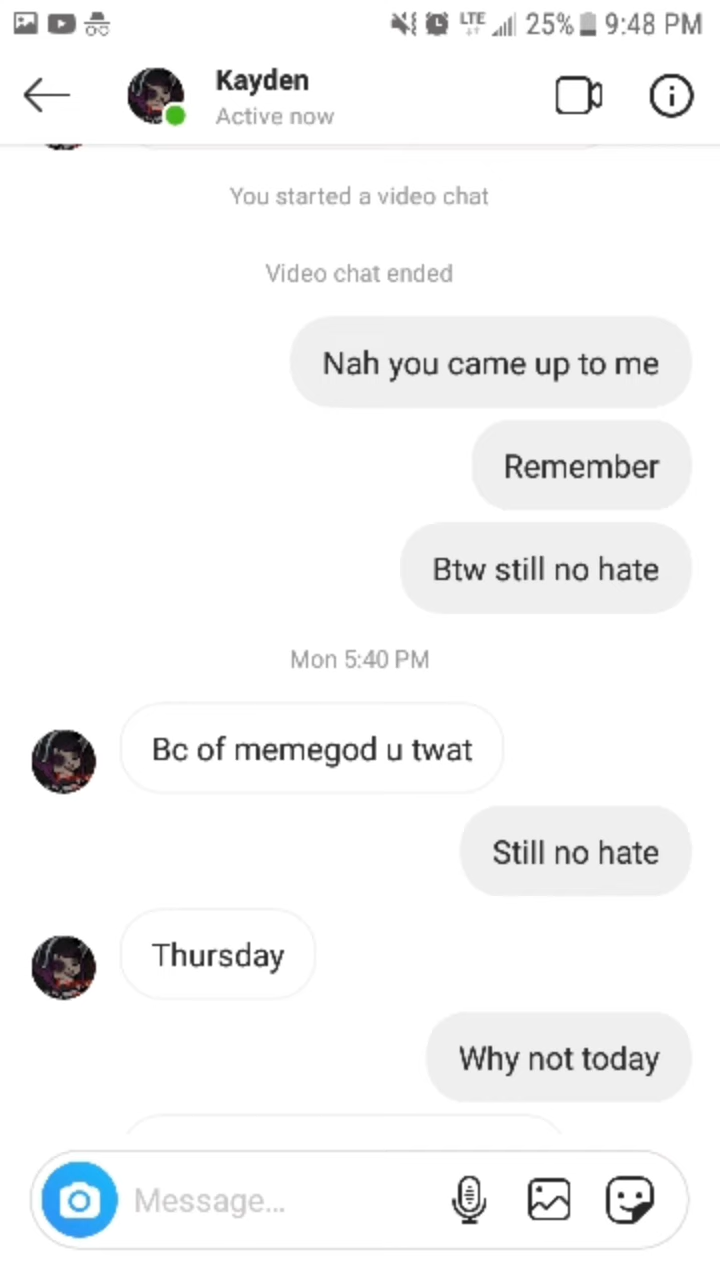 LTE 25% 9:48 PM
Kayden
Active now
You started a video chat
Video chat ended
Nah you came up to me
Remember
Btw still no hate
Mon 5:40 PM
Bc of memegod u twat
Still no hate
Thursday
Why not today
Message...